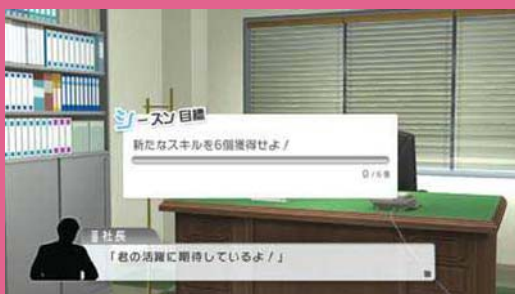 シーズン目標
新たなスキルを6個獲得せよ！
0/6個
社長
「君の活躍に期待しているよ！」